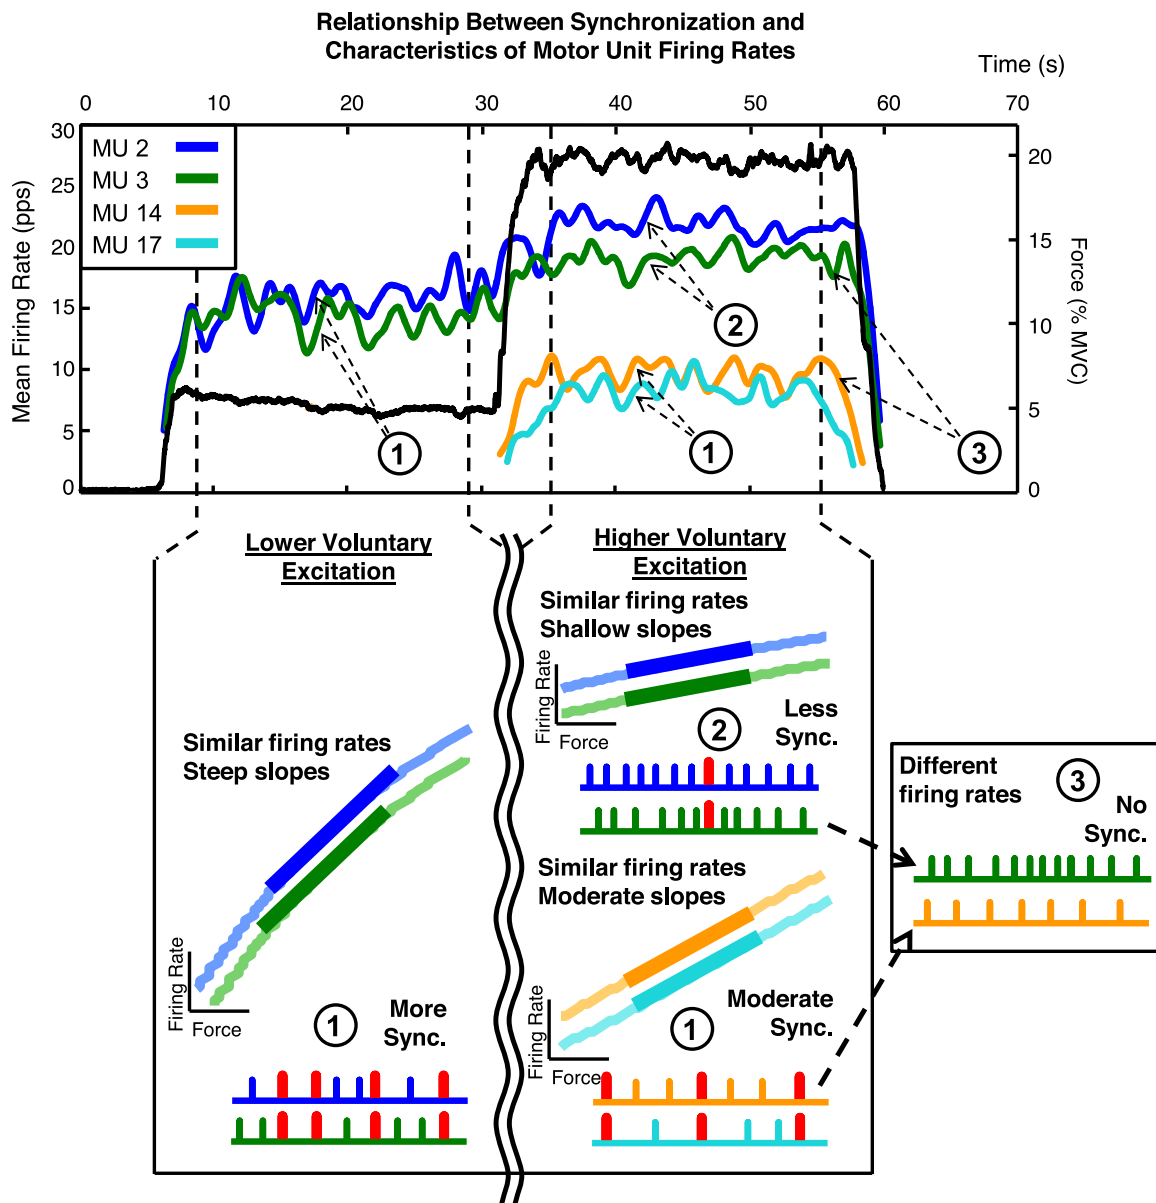 Relationship Between Synchronization and
Characteristics of Motor Unit Firing Rates
Time (s)
0 10 20 30 40 50 60 70
30
25
20
15
10
5
0
Mean Firing Rate (pps)
MU 2
MU 3
MU 14
MU 17
20
15
10
5
0
Force (% MVC)
1
2
1
3
Lower Voluntary
Excitation
Similar firing rates
Steep slopes
Firing Rate
Force
1
More
Sync.
Higher Voluntary
Excitation
Similar firing rates
Shallow slopes
Firing Rate
Force
2
Less
Sync.
Similar firing rates
Moderate slopes
Firing Rate
Force
1
Moderate
Sync.
Different
firing rates
3
No
Sync.